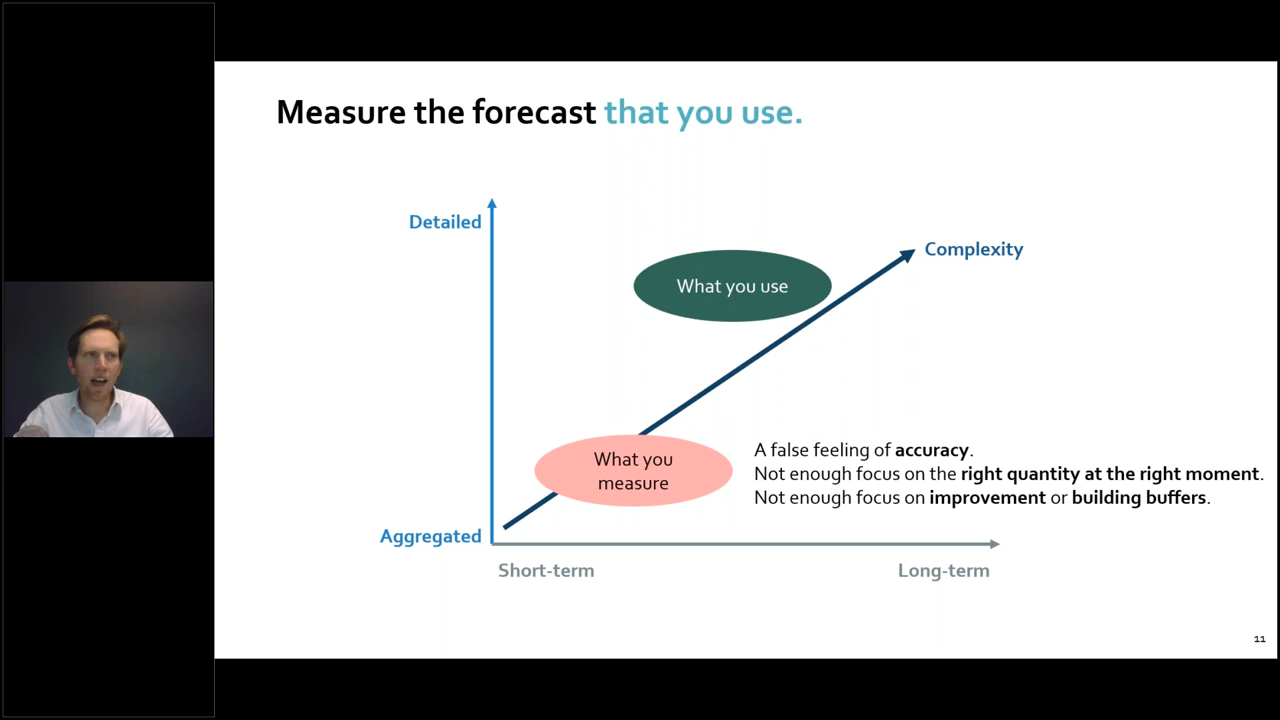 Measure the forecast that you use.
Detailed
Complexity
What you use
What you
measure
A false feeling of accuracy.
Not enough focus on the right quantity at the right moment.
Not enough focus on improvement or building buffers.
Aggregated
Short-term
Long-term
11